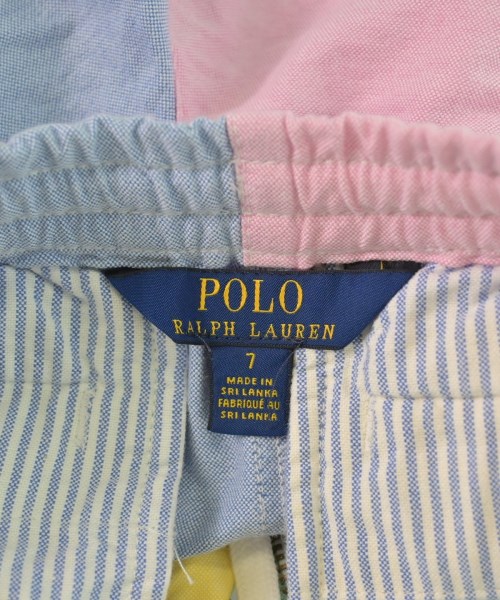 POLO
RALPH LAUREN
7
MADE IN
SRI LANKA
FABRIQUÉ AU
SRI LANKA